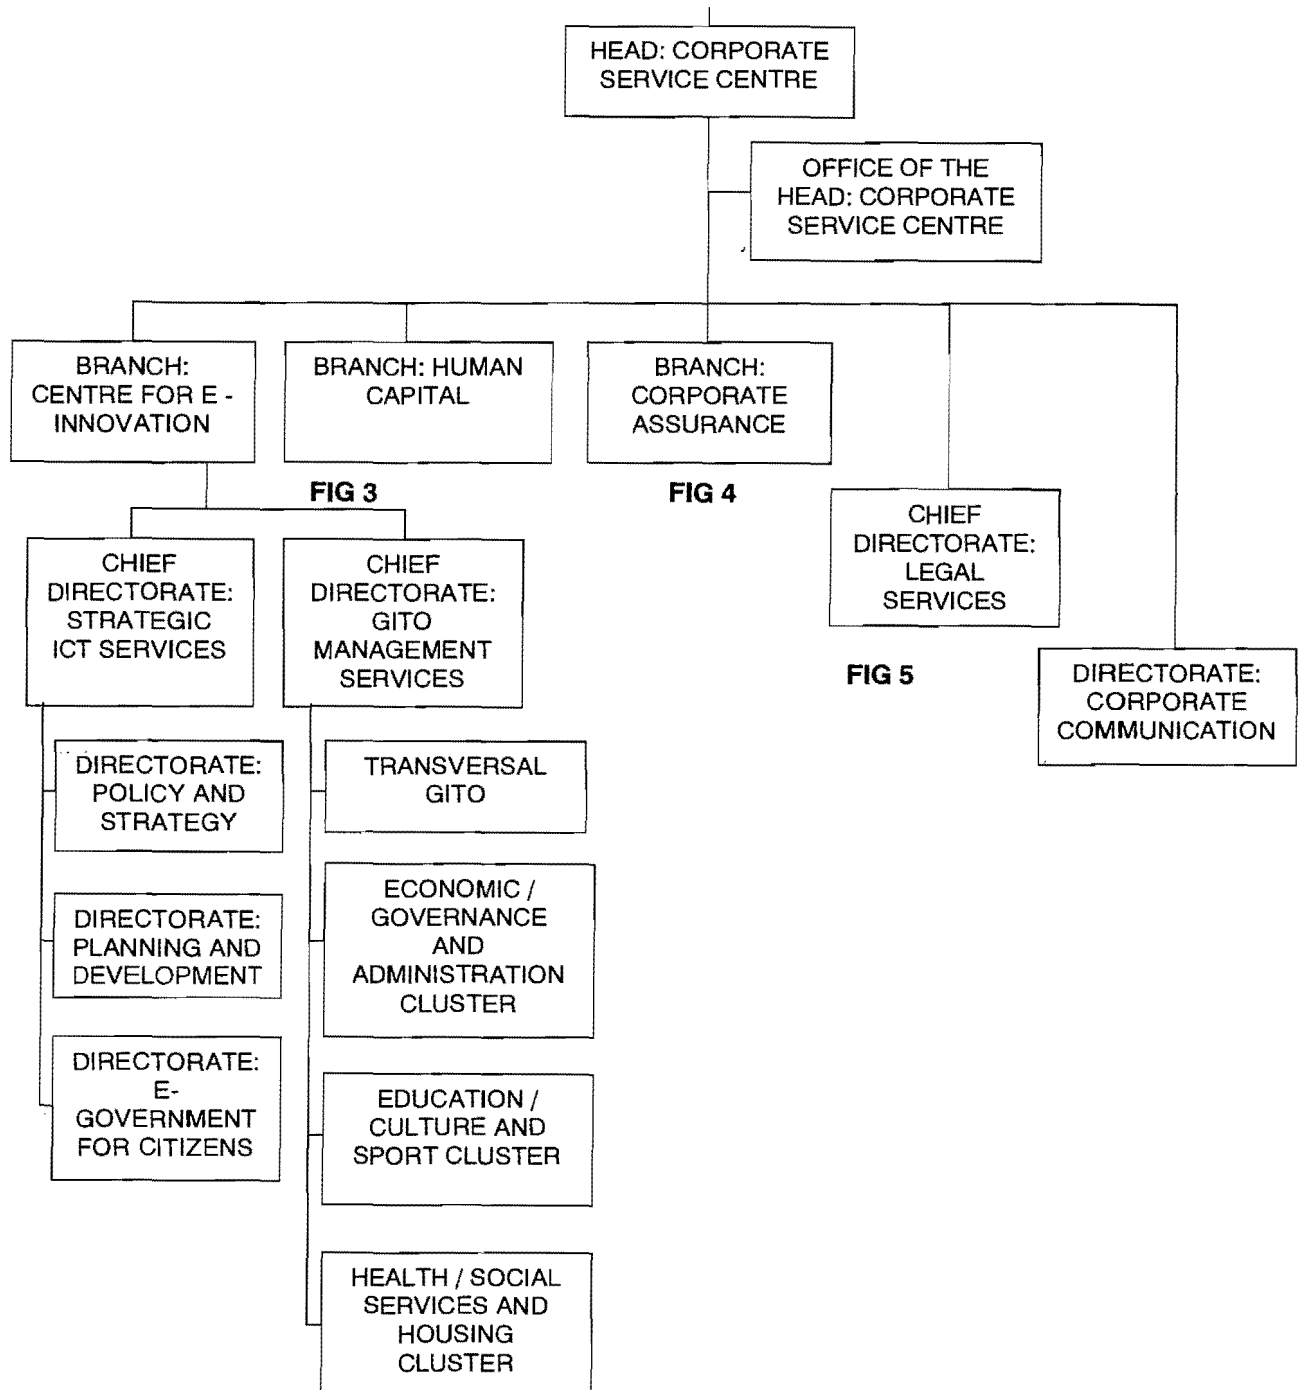 HEAD: CORPORATE
SERVICE CENTRE
OFFICE OF THE
HEAD: CORPORATE
SERVICE CENTRE
BRANCH:
CENTRE FOR E -
INNOVATION
BRANCH: HUMAN
CAPITAL
BRANCH:
CORPORATE
ASSURANCE
FIG 3
FIG 4
CHIEF
DIRECTORATE:
LEGAL
SERVICES
FIG 5
DIRECTORATE:
CORPORATE
COMMUNICATION
CHIEF
DIRECTORATE:
STRATEGIC
ICT SERVICES
CHIEF
DIRECTORATE:
GITO
MANAGEMENT
SERVICES
DIRECTORATE:
POLICY AND
STRATEGY
DIRECTORATE:
PLANNING AND
DEVELOPMENT
DIRECTORATE:
E-
GOVERNMENT
FOR CITIZENS
TRANSVERSAL
GITO
ECONOMIC /
GOVERNANCE
AND
ADMINISTRATION
CLUSTER
EDUCATION /
CULTURE AND
SPORT CLUSTER
HEALTH / SOCIAL
SERVICES AND
HOUSING
CLUSTER